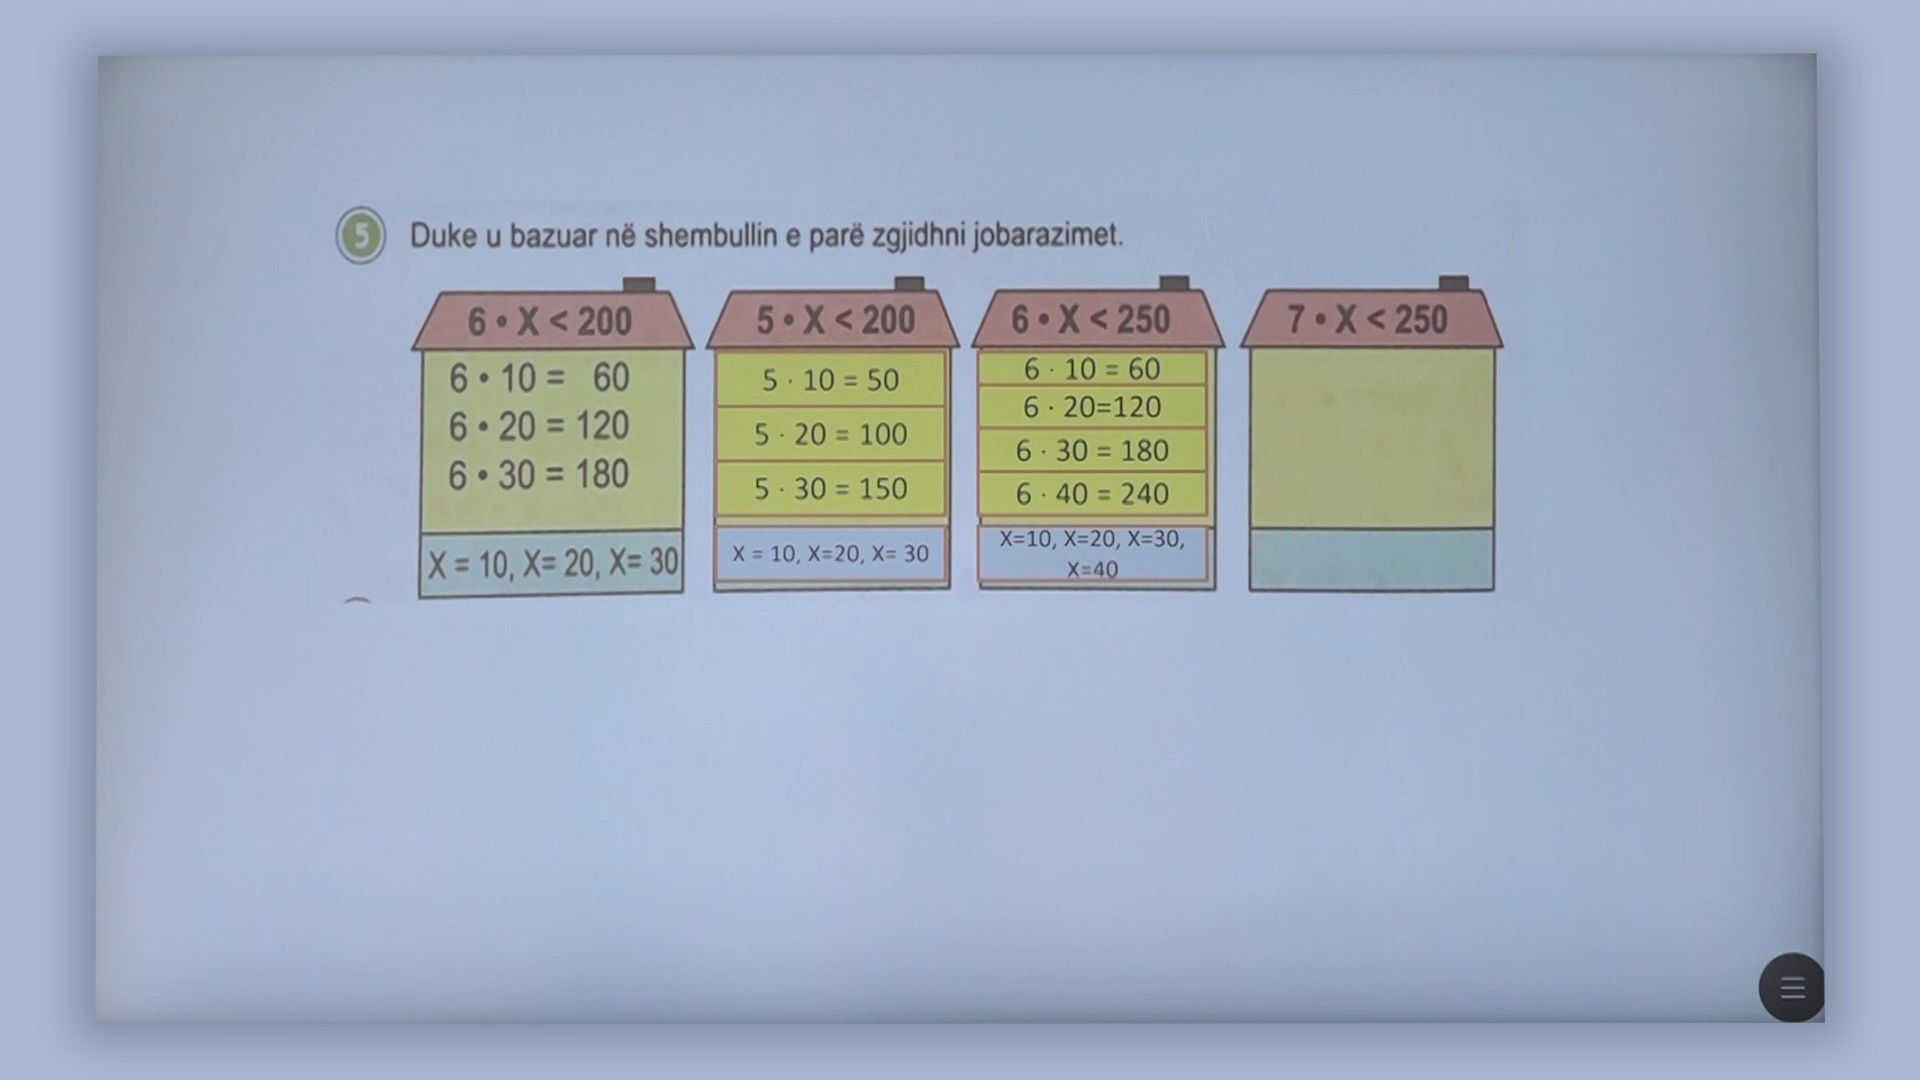 5 Duke u bazuar në shembullin e parë zgjidhni jobarazimet.
6 • X < 200
6 • 10 = 60
6 • 20 = 120
6 • 30 = 180
X = 10, X= 20, X= 30
5 • X < 200
5 · 10 = 50
5 · 20 = 100
5 · 30 = 150
X = 10, X=20, X= 30
6 • X < 250
6 · 10 = 60
6 · 20=120
6 · 30 = 180
6 · 40 = 240
X=10, X=20, X=30,
X=40
7 • X < 250